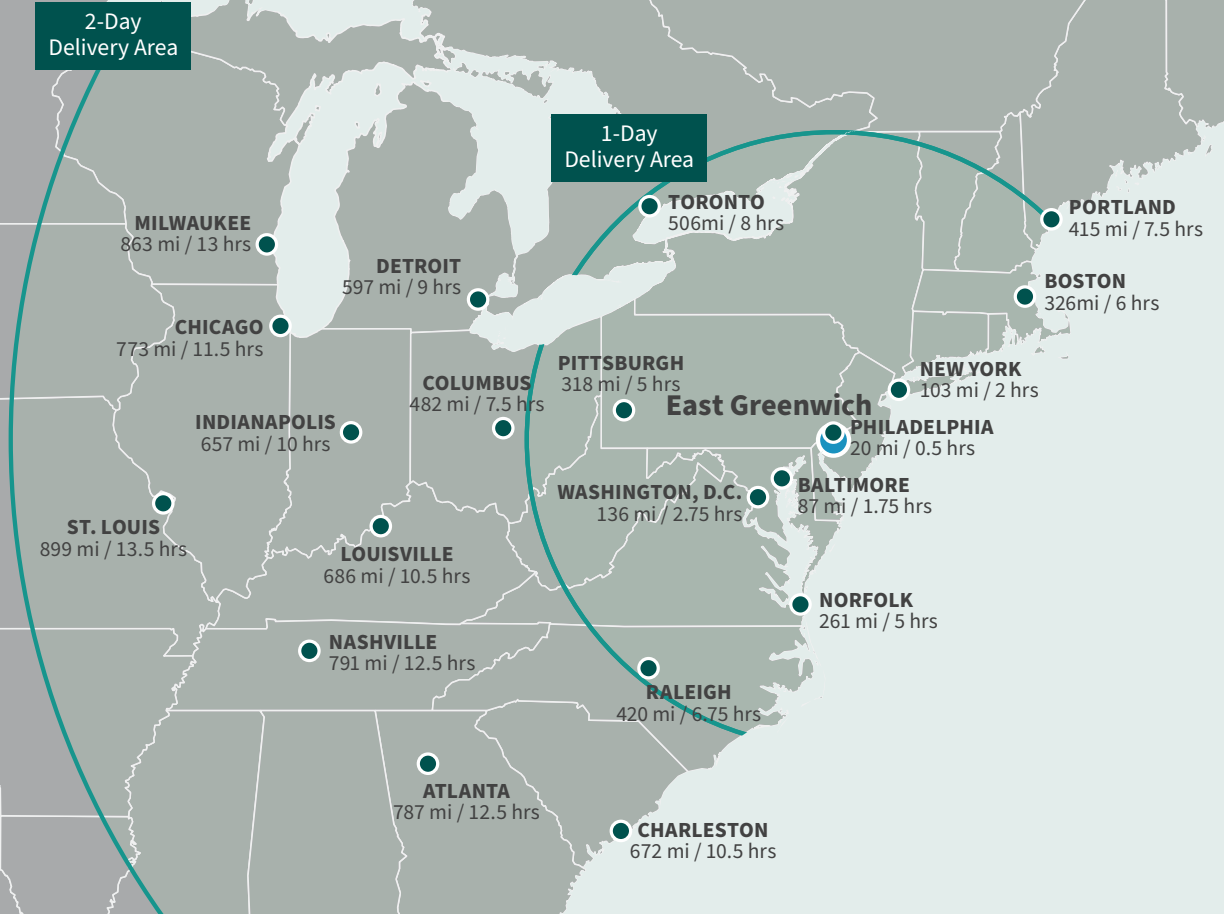 2-Day
Delivery Area
1-Day
Delivery Area
TORONTO
506mi / 8 hrs
PORTLAND
415 mi / 7.5 hrs
MILWAUKEE
863 mi / 13 hrs
DETROIT
597 mi / 9 hrs
BOSTON
326mi / 6 hrs
CHICAGO
773 mi / 11.5 hrs
PITTSBURGH
318 mi / 5 hrs
NEW YORK
103 mi / 2 hrs
COLUMBUS
482 mi / 7.5 hrs
East Greenwich
INDIANAPOLIS
657 mi / 10 hrs
PHILADELPHIA
20 mi / 0.5 hrs
WASHINGTON, D.C.
136 mi / 2.75 hrs
BALTIMORE
87 mi / 1.75 hrs
ST. LOUIS
899 mi / 13.5 hrs
LOUISVILLE
686 mi / 10.5 hrs
NORFOLK
261 mi / 5 hrs
NASHVILLE
791 mi / 12.5 hrs
RALEIGH
420 mi / 6.75 hrs
ATLANTA
787 mi / 12.5 hrs
CHARLESTON
672 mi / 10.5 hrs